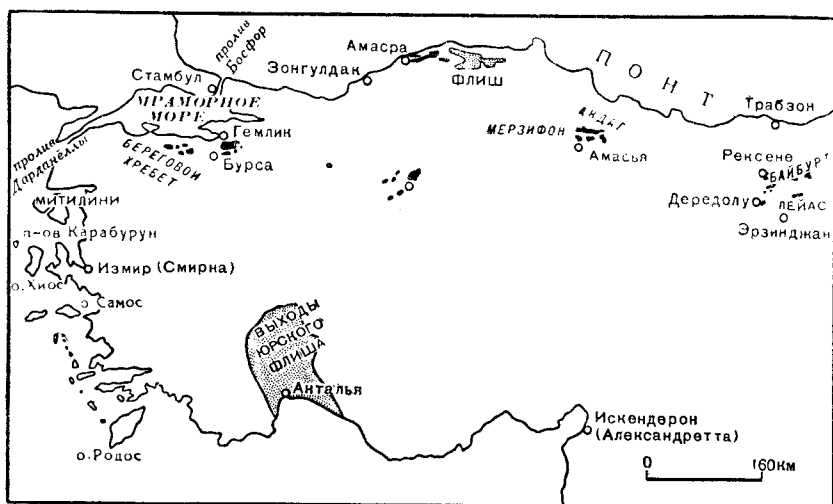 пролив
Босфор
Амасра
Зонгулдак
Стамбул
ФЛИШ
ПОНТ
МРАМОРНОЕ
МОРЕ
Трабзон
Гемлик
АКДАГ
МЕРЗИФОН
пролив
Дарданеллы
БЕРЕГОВОЙ
ХРЕБЕТ
Бурса
Амасья
Рексене
БАЙБУРТ
МИТИЛИНИ
Дередолу
ЛЕЙАС
Эрзинджан
п-ов Карабурун
Измир (Смирна)
о.Хиос
о Самос
ВЫХОДЫ
ЮРСКОГО
ФЛИША
Анталья
Искендерон
(Александретта)
о.Родос
0 160км